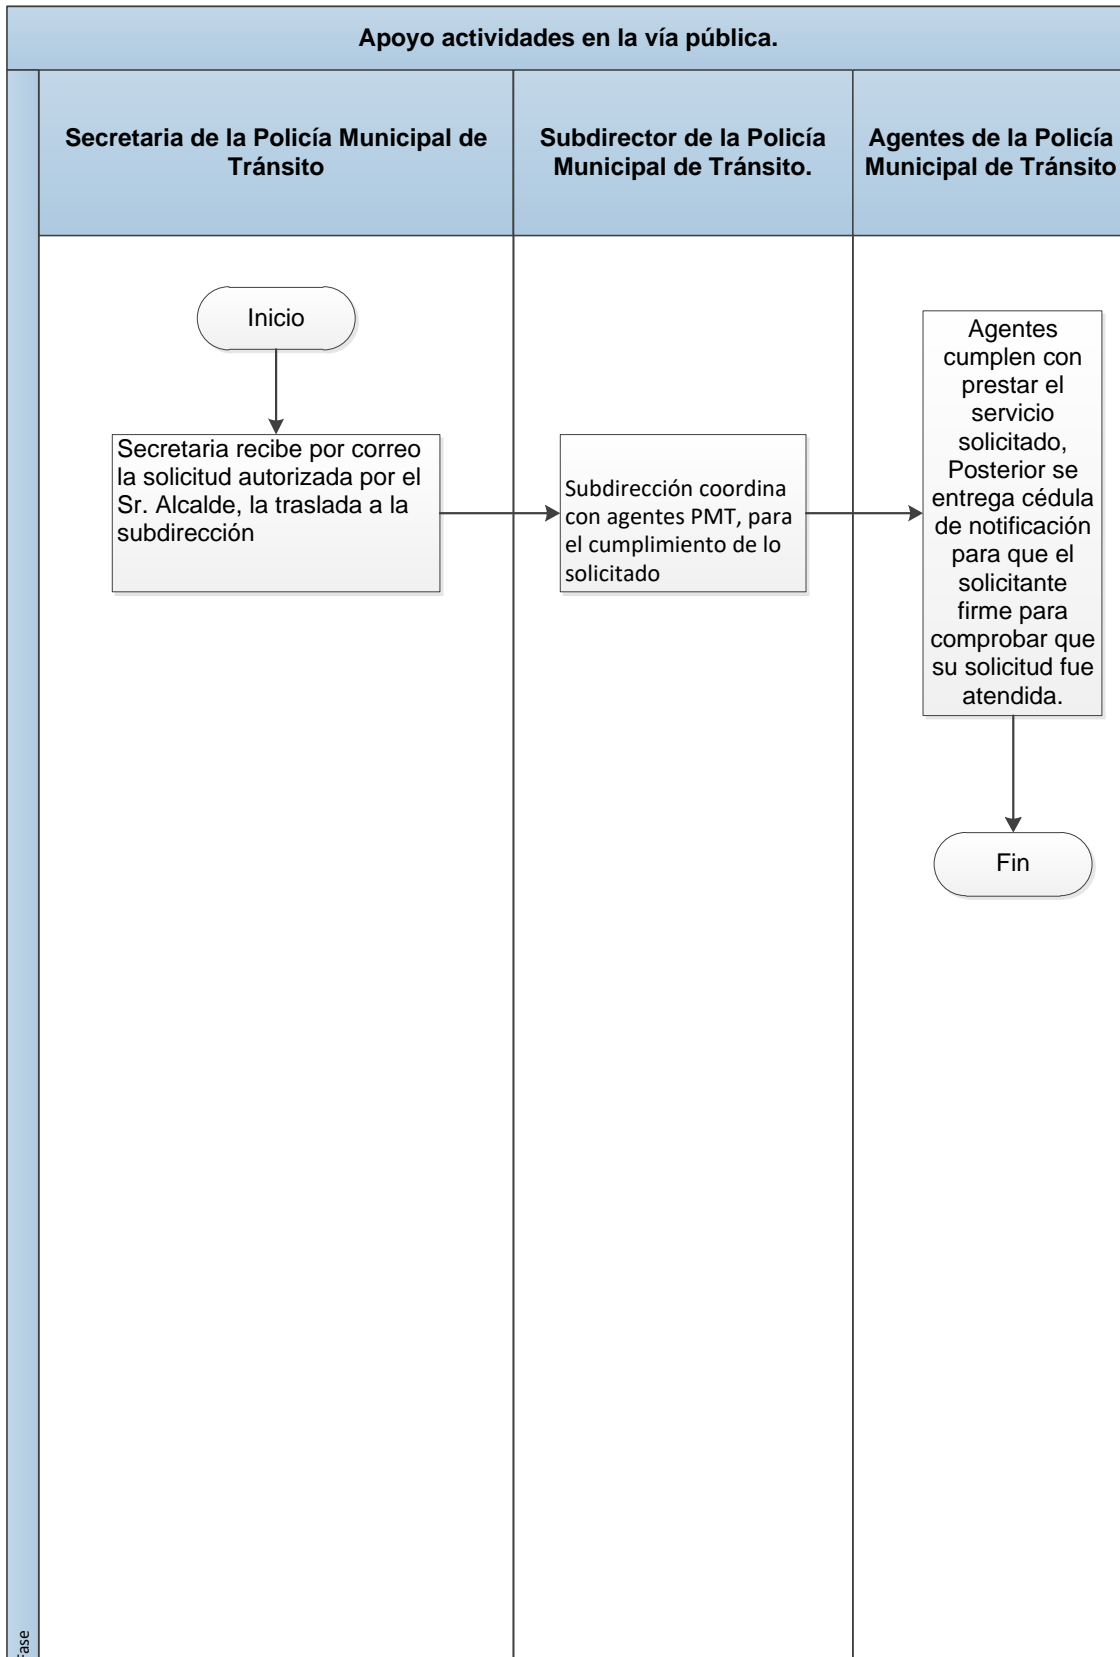 Apoyo actividades en la vía pública.
Secretaria de la Policía Municipal de
Tránsito
Subdirector de la Policía
Municipal de Tránsito.
Agentes de la Policía
Municipal de Tránsito
Inicio
Secretaria recibe por correo
la solicitud autorizada por el
Sr. Alcalde, la traslada a la
subdirección
Subdirección coordina
con agentes PMT, para
el cumplimiento de lo
solicitado
Agentes
cumplen con
prestar el
servicio
solicitado,
Posterior se
entrega cédula
de notificación
para que el
solicitante
firme para
comprobar que
su solicitud fue
atendida.
Fin
Fase